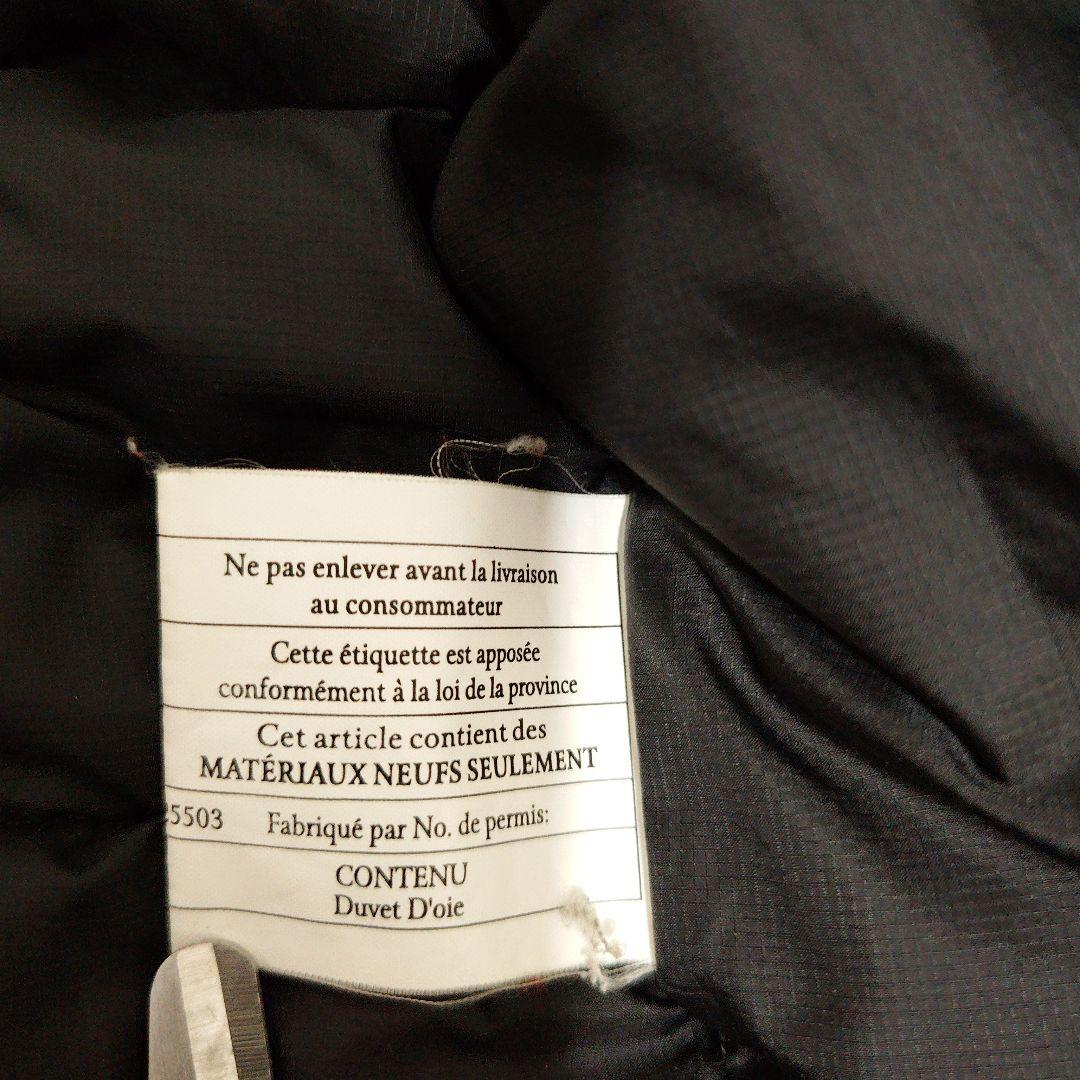 Ne pas enlever avant la livraison
au consommateur
Cette étiquette est apposée
conformément à la loi de la province
Cet article contient des
MATÉRIAUX NEUFS SEULEMENT
5503 Fabriqué par No. de permis:
CONTENU
Duvet D'oie